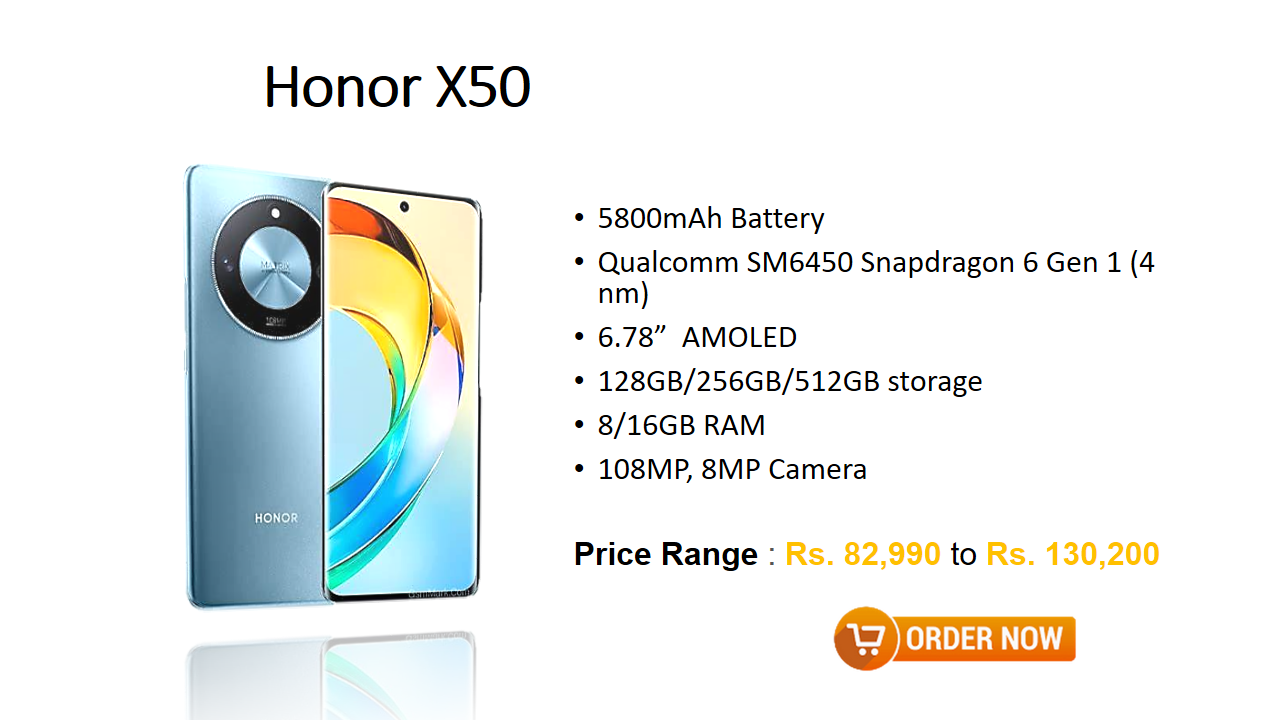 Honor X50
MATRIX
108MP
HONOR
• 5800mAh Battery
• Qualcomm SM6450 Snapdragon 6 Gen 1 (4
nm)
• 6.78” AMOLED
• 128GB/256GB/512GB storage
• 8/16GB RAM
• 108MP, 8MP Camera
Price Range : Rs. 82,990 to Rs. 130,200
ORDER NOW